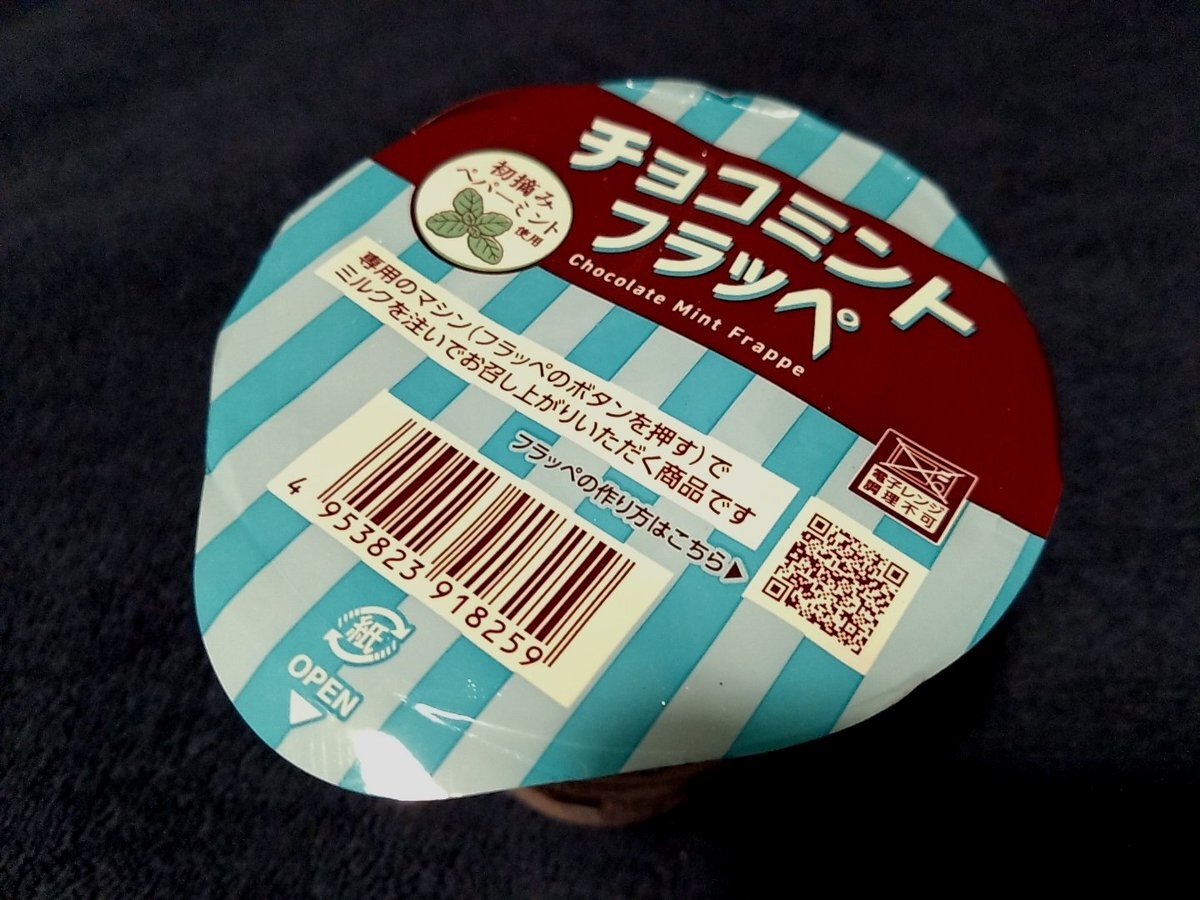 チョコミント
フラッペ
Chocolate Mint Frappe
初摘み
ペパーミント
使用
専用のマシン(フラッペのボタンを押す)で
ミルクを注いでお召し上がりいただく商品です
フラッペの作り方はこちら▶
電子レンジ
調理不可
4 953823 918259
紙
OPEN